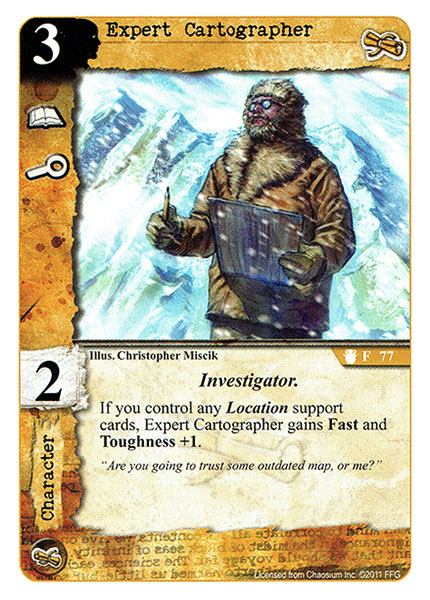 3
Expert Cartographer
Illus. Christopher Miscik
F 77
2
Investigator.
If you control any Location support
cards, Expert Cartographer gains Fast and
Toughness +1.
“Are you going to trust some outdated map, or me?”
Character
Licensed from Chaosium Inc. ©2011 FFG